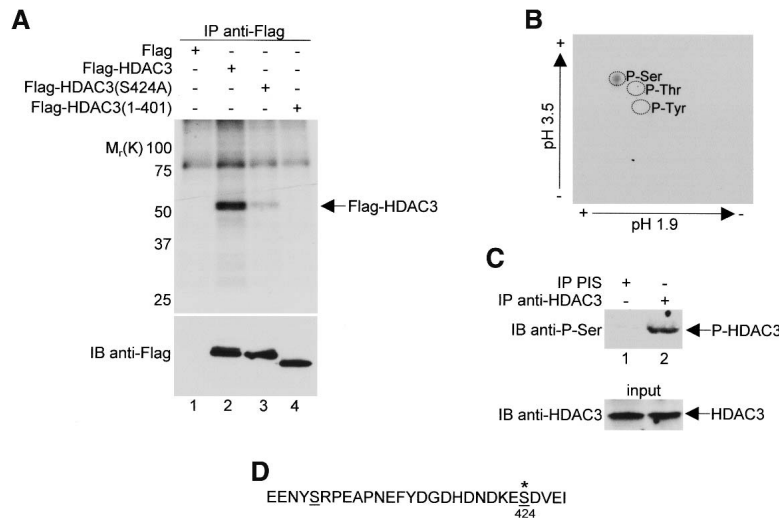 A
IP anti-Flag
Flag + - - -
Flag-HDAC3 - + - -
Flag-HDAC3(S424A) - - + -
Flag-HDAC3(1-401) - - - +
Mr(K) 100
75
50
37
25
Flag-HDAC3
IB anti-Flag
1 2 3 4
B
+
pH 3.5
-
P-Ser
P-Thr
P-Tyr
+ pH 1.9 -
C
IP PIS + -
IP anti-HDAC3 - +
IB anti-P-Ser
P-HDAC3
1 2
input
IB anti-HDAC3
HDAC3
D
*
EENYSRPEAPNEFYDGDHDNDKESDVEI
424